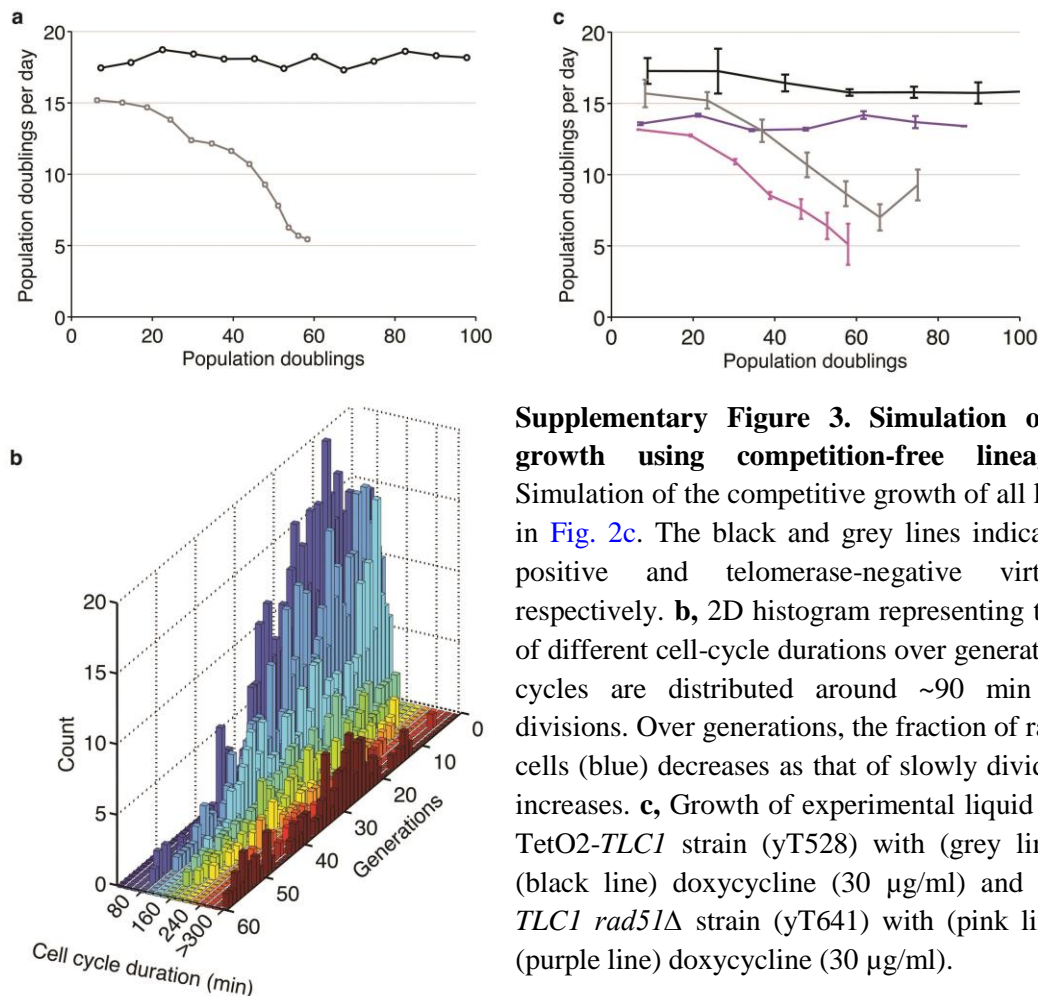 a
20
15
10
5
0
Population doublings per day
0 20 40 60 80 100
Population doublings
c
20
15
10
5
0
Population doublings per day
0 20 40 60 80 100
Population doublings
b
20
15
10
5
0
Count
80
160
240
>300
Cell cycle duration (min)
0
10
20
30
40
50
60
Generations
Supplementary Figure 3. Simulation o
growth using competition-free linea
Simulation of the competitive growth of all l
in Fig. 2c. The black and grey lines indica
positive and telomerase-negative virt
respectively. b, 2D histogram representing t
of different cell-cycle durations over generat
cycles are distributed around ~90 min
divisions. Over generations, the fraction of ra
cells (blue) decreases as that of slowly divid
increases. c, Growth of experimental liquid
TetO2-TLC1 strain (yT528) with (grey lin
(black line) doxycycline (30 µg/ml) and
TLC1 rad51Δ strain (yT641) with (pink li
(purple line) doxycycline (30 µg/ml).